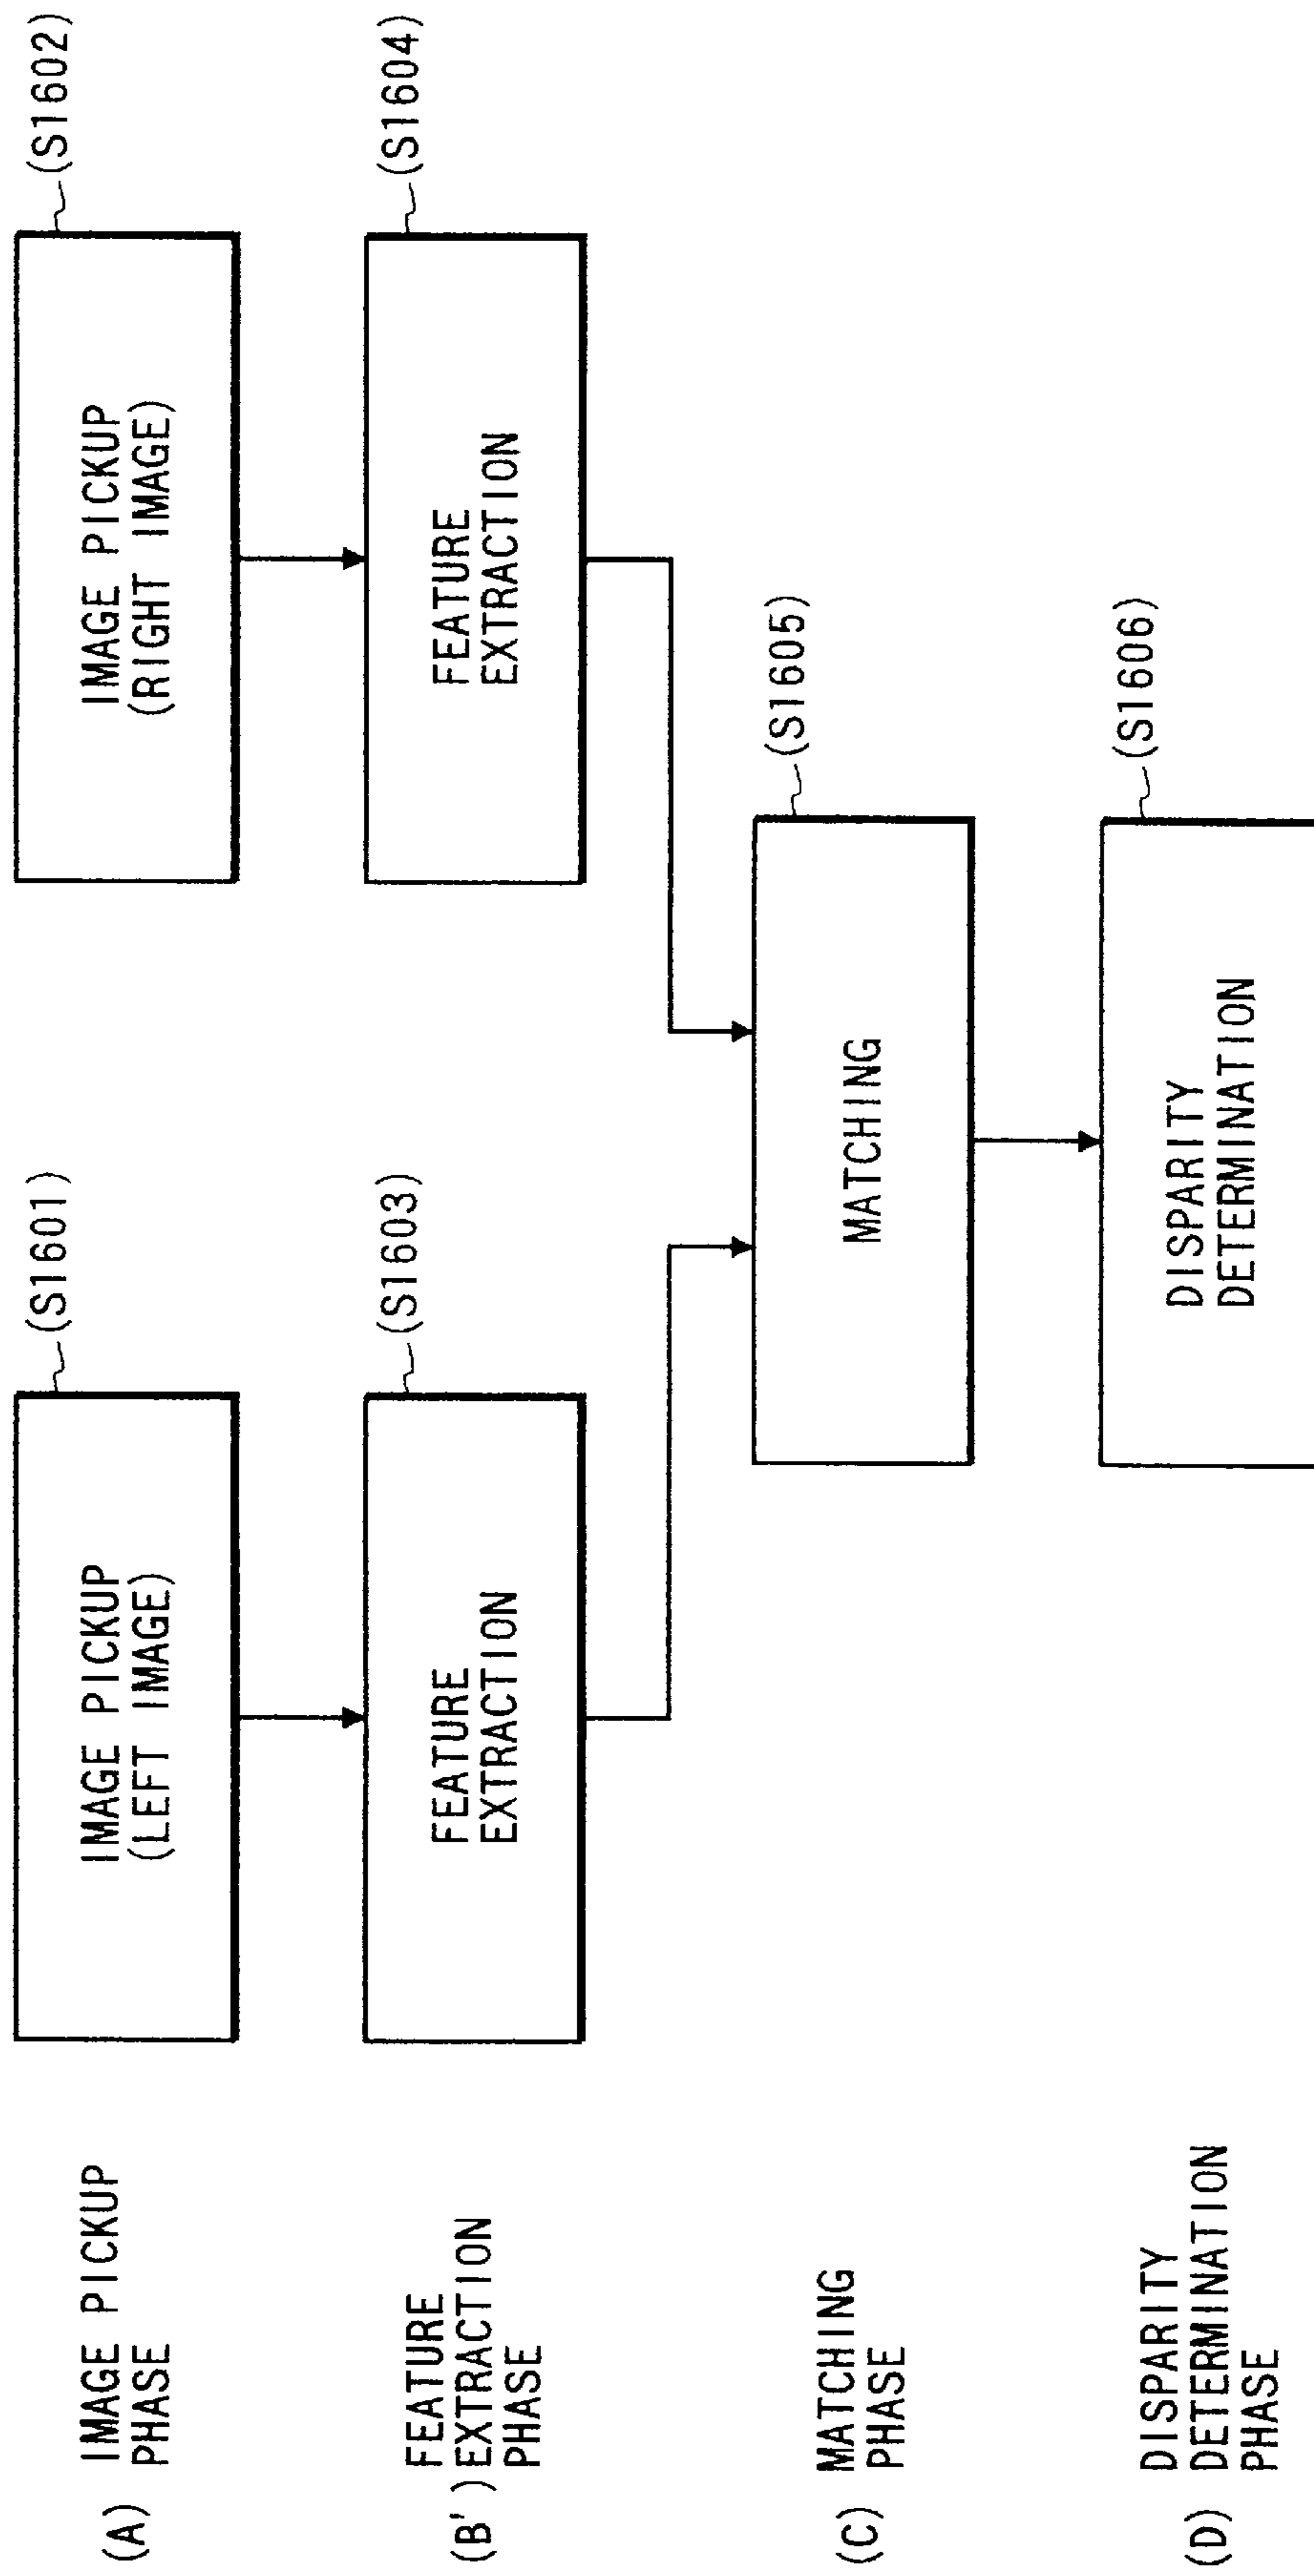 (A) IMAGE PICKUP
PHASE
IMAGE PICKUP
(LEFT IMAGE)
(S1601)
IMAGE PICKUP
(RIGHT IMAGE)
(S1602)
FEATURE
(B') EXTRACTION
PHASE
FEATURE
EXTRACTION
(S1603)
FEATURE
EXTRACTION
(S1604)
(C) MATCHING
PHASE
MATCHING
(S1605)
DISPARITY
(D) DETERMINATION
PHASE
DISPARITY
DETERMINATION
(S1606)